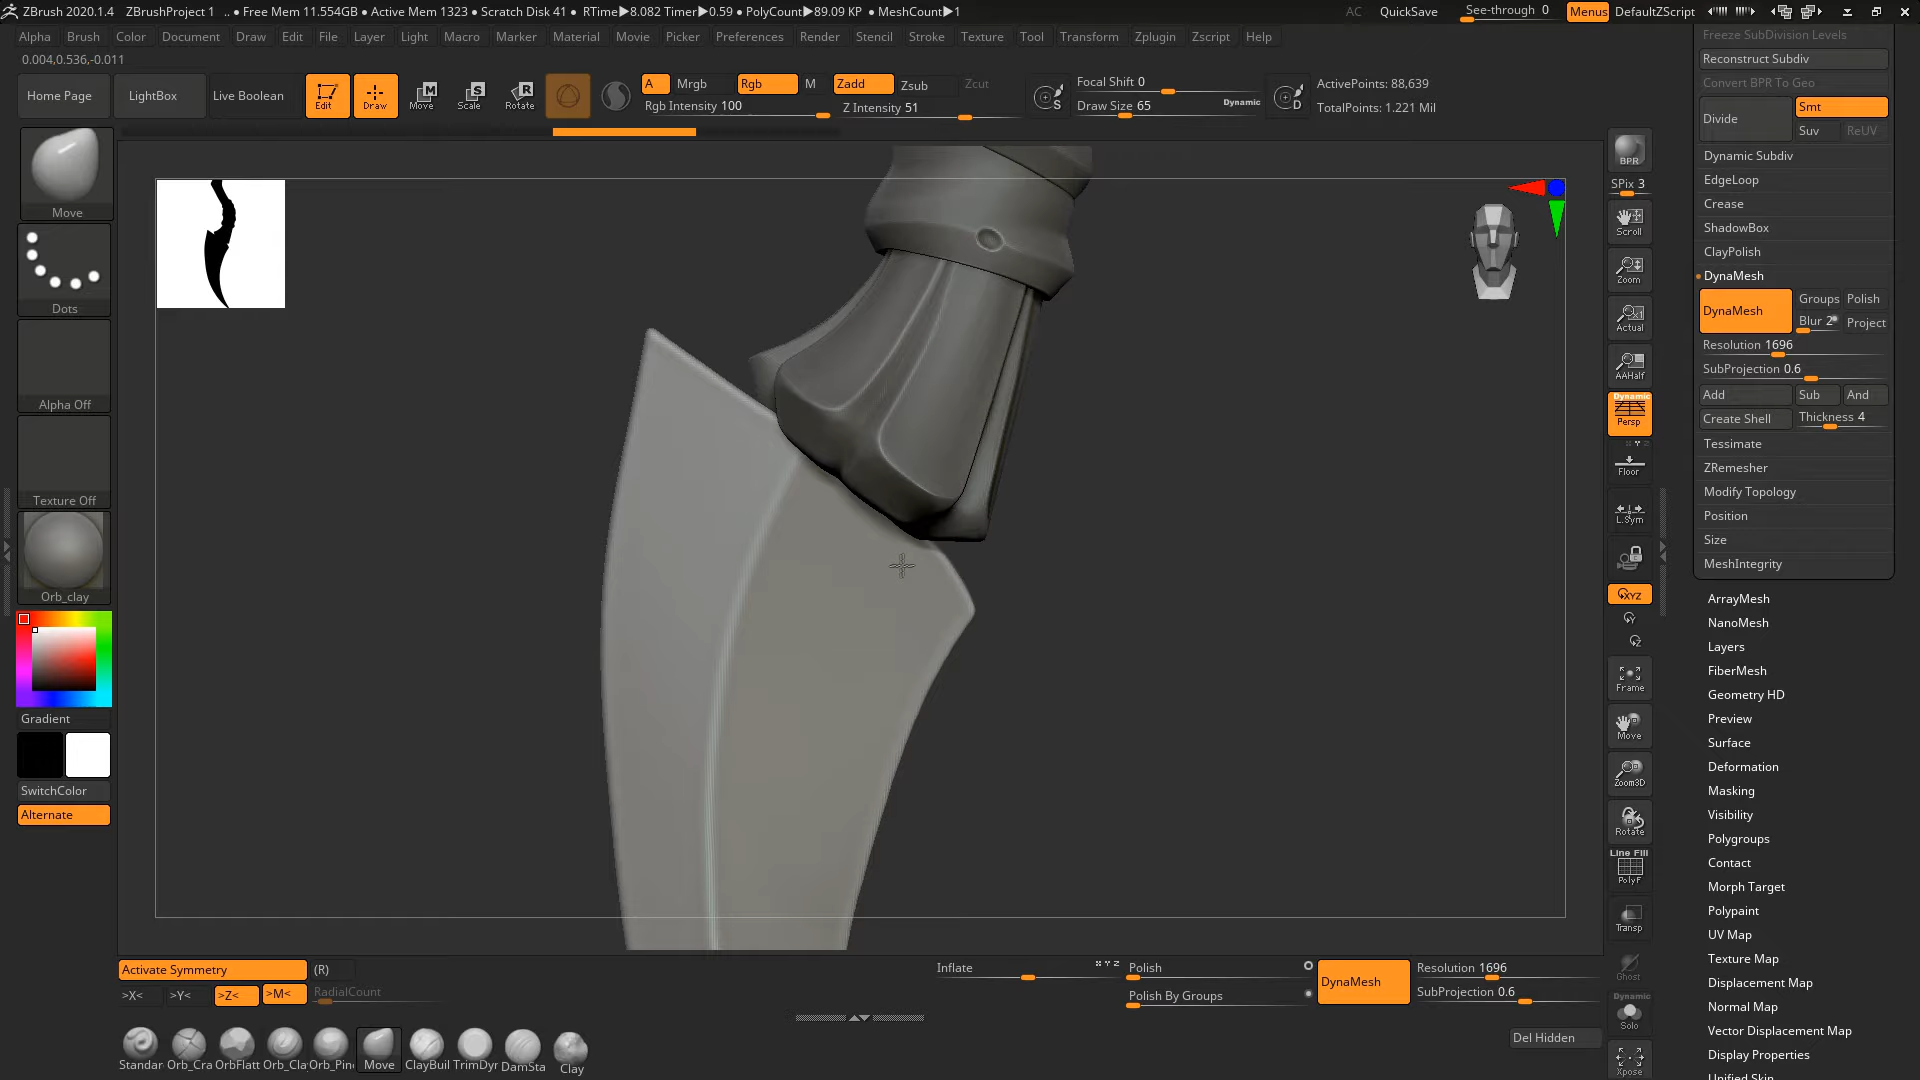 ZBrush 2020.1.4 ZBrushProject 1 .. • Free Mem 11.554GB • Active Mem 1323 • Scratch Disk 41 • RTime▶8.082 Timer▶0.59 • PolyCount▶89.09 KP • MeshCount▶1 AC QuickSave See-through 0 Menus DefaultZScript
Alpha Brush Color Document Draw Edit File Layer Light Macro Marker Material Movie Picker Preferences Render Stencil Stroke Texture Tool Transform Zplugin Zscript Help
0.004,0.536,-0.011
Home Page LightBox Live Boolean Edit Draw Move Scale Rotate
A Mrgb Rgb M Zadd Zsub Zcut
Rgb Intensity 100 Z Intensity 51
S Focal Shift 0
Draw Size 65 Dynamic D
ActivePoints: 88,639
TotalPoints: 1.221 Mil
Move
Dots
Alpha Off
Texture Off
Orb_clay
Gradient
SwitchColor
Alternate
BPR
SPix 3
Scroll
Zoom
Actual
AAHalf
Dynamic
Persp
Floor
L.Sym
XYZ
Frame
Move
Zoom3D
Rotate
Line Fill
PolyF
Transp
Ghost
Dynamic
Solo
Xpose
Freeze SubDivision Levels
Reconstruct Subdiv
Convert BPR To Geo
Divide Smt
Suv ReUV
Dynamic Subdiv
EdgeLoop
Crease
ShadowBox
ClayPolish
DynaMesh
DynaMesh Groups Polish
Blur 2 Project
Resolution 1696
SubProjection 0.6
Add Sub And
Create Shell Thickness 4
Tessimate
ZRemesher
Modify Topology
Position
Size
MeshIntegrity
ArrayMesh
NanoMesh
Layers
FiberMesh
Geometry HD
Preview
Surface
Deformation
Masking
Visibility
Polygroups
Contact
Morph Target
Polypaint
UV Map
Texture Map
Displacement Map
Normal Map
Vector Displacement Map
Display Properties
Unified Skin
Activate Symmetry (R)
>X< >Y< >Z< >M< RadialCount
Inflate X Y Z Polish
Polish By Groups
DynaMesh Resolution 1696
SubProjection 0.6
Del Hidden
Standar Orb_Cra OrbFlatt Orb_Cla Orb_Pin Move ClayBuil TrimDyr DamSta Clay